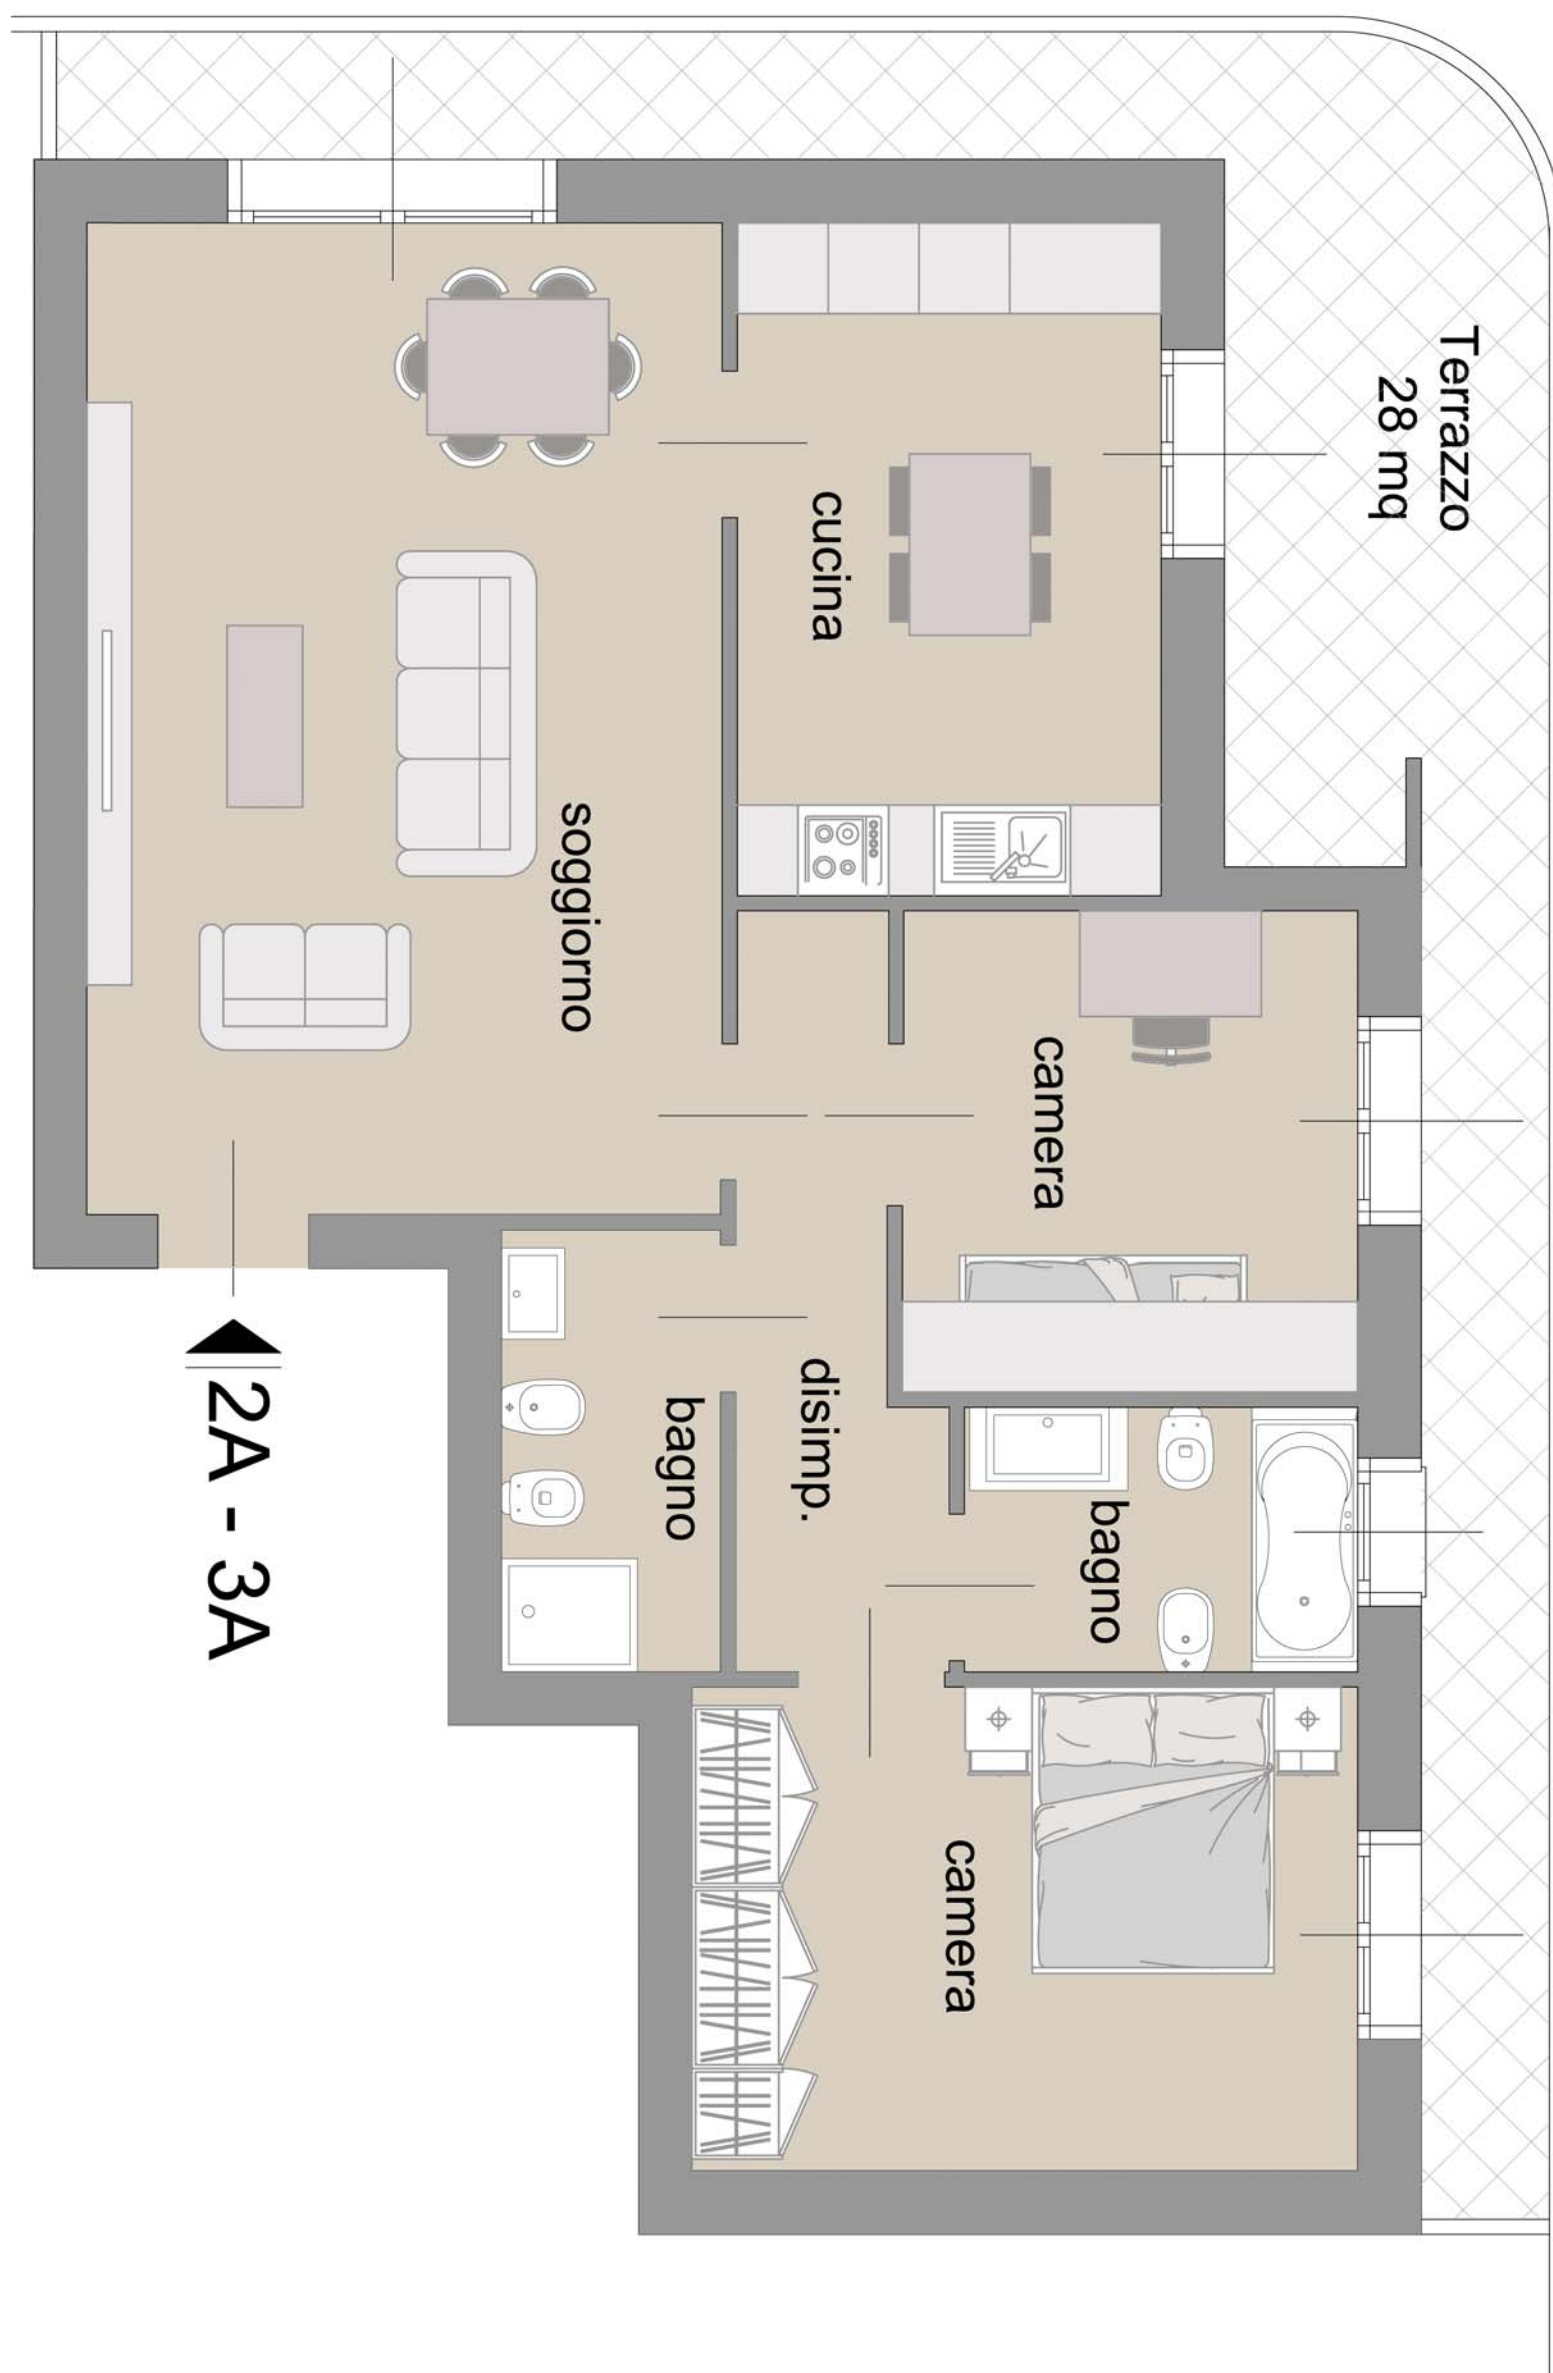 Terrazzo
28 mq
cucina
soggiorno
camera
disimp.
bagno
bagno
camera
2A - 3A